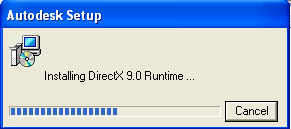 Autodesk Setup
Installing DirectX 9.0 Runtime ...
Cancel